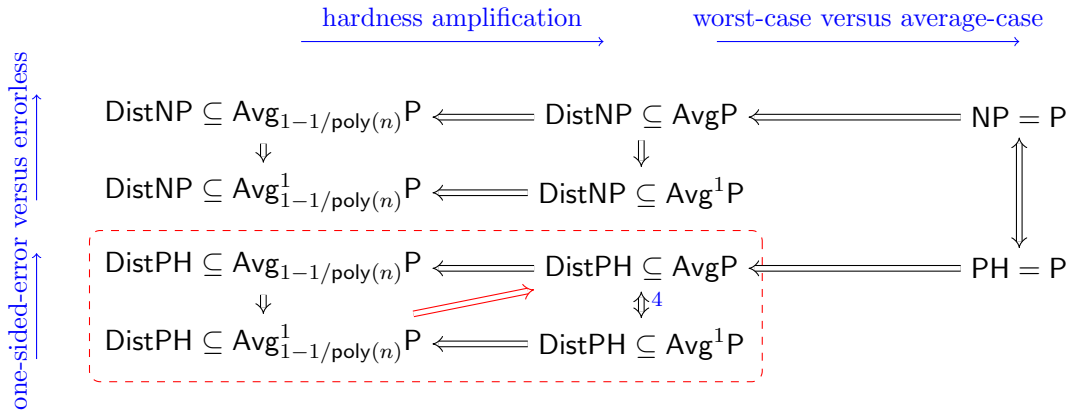 hardness amplification worst-case versus average-case
DistNP ⊆ Avg_{1−1/poly(n)}P DistNP ⊆ AvgP NP = P
DistNP ⊆ Avg^1_{1−1/poly(n)}P DistNP ⊆ Avg^1P
DistPH ⊆ Avg_{1−1/poly(n)}P DistPH ⊆ AvgP PH = P
4
DistPH ⊆ Avg^1_{1−1/poly(n)}P DistPH ⊆ Avg^1P
one-sided-error versus errorless